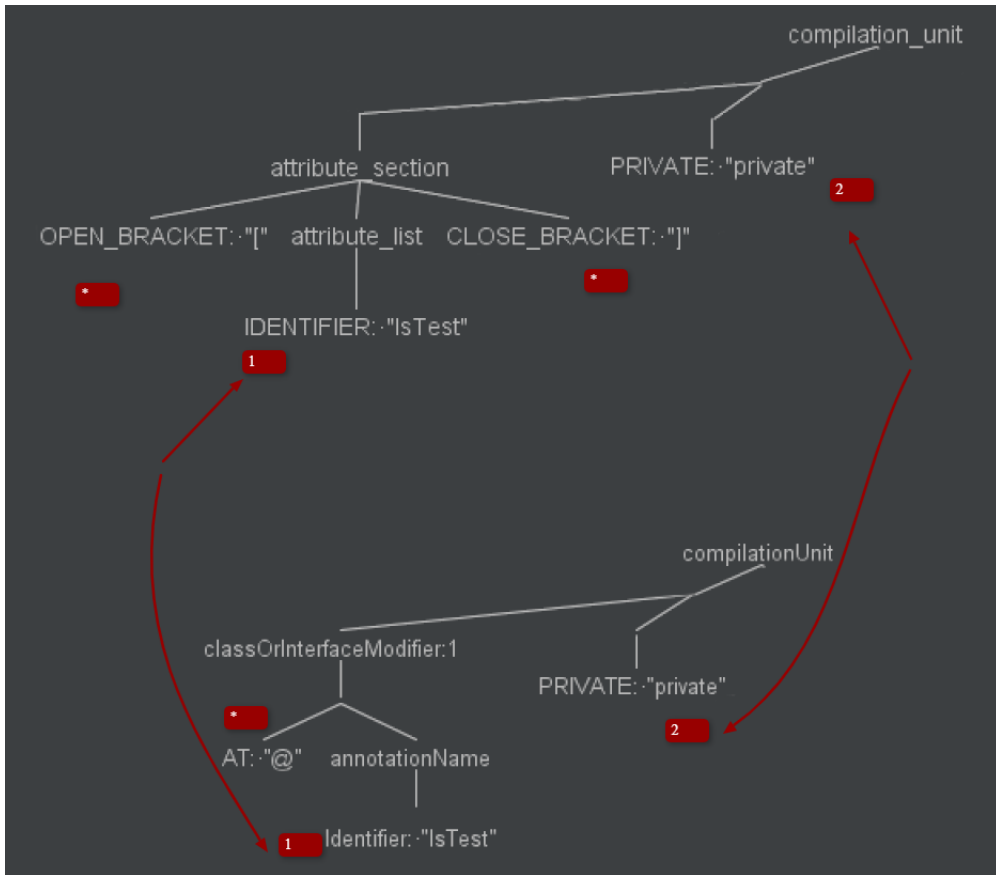 compilation_unit
attribute_section
PRIVATE:·"private"
2
OPEN_BRACKET:·"[" attribute_list CLOSE_BRACKET:·"]"
* *
IDENTIFIER:·"IsTest"
1
compilationUnit
classOrInterfaceModifier:1
PRIVATE:·"private"
*
2
AT:·"@" annotationName
1 Identifier:·"IsTest"